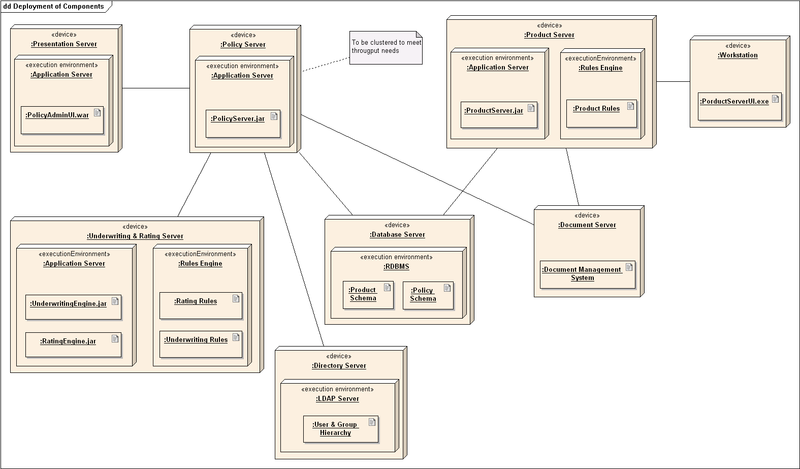 dd Deployment of Components
«device»
:Presentation Server
«execution environment»
:Application Server
:PolicyAdminUI.war
«device»
:Policy Server
«execution environment»
:Application Server
:PolicyServer.jar
To be clustered to meet
througput needs
«device»
:Product Server
«execution environment»
:Application Server
:ProductServer.jar
«executionEnvironment»
:Rules Engine
:Product Rules
«device»
:Workstation
:PorductServerUI.exe
«device»
:Underwriting & Rating Server
«executionEnvironment»
:Application Server
:UnderwritingEngine.jar
:RatingEngine.jar
«executionEnvironment»
:Rules Engine
:Rating Rules
:Underwriting Rules
«device»
:Database Server
«execution environment»
:RDBMS
:Product
Schema
:Policy
Schema
«device»
:Document Server
:Document Management
System
«device»
:Directory Server
«execution environment»
:LDAP Server
:User & Group
Hierarchy